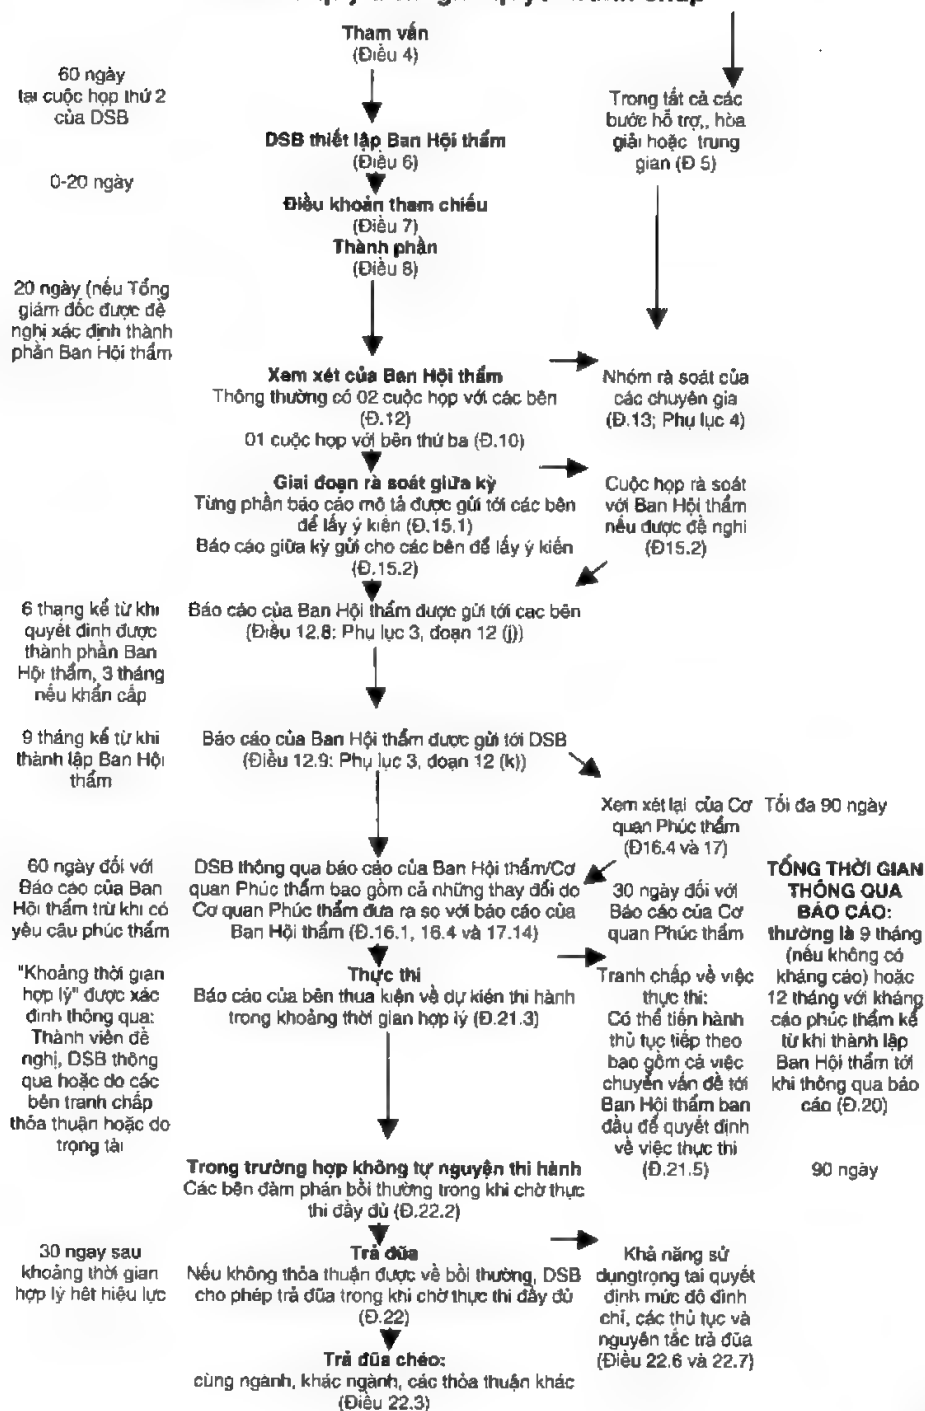 Tham vấn
(Điều 4)
60 ngày
tại cuộc họp thứ 2
của DSB
Trong tất cả các
bước hỗ trợ,, hòa
giải hoặc trung
gian (Đ 5)
DSB thiết lập Ban Hội thẩm
(Điều 6)
0-20 ngày
Điều khoản tham chiếu
(Điều 7)
Thành phần
(Điều 8)
20 ngày (nếu Tổng
giám đốc được đề
nghị xác định thành
phần Ban Hội thẩm
Xem xét của Ban Hội thẩm
Thông thường có 02 cuộc họp với các bên
(Đ.12)
01 cuộc họp với bên thứ ba (Đ.10)
Nhóm rà soát của
các chuyên gia
(Đ.13; Phụ lục 4)
Giai đoạn rà soát giữa kỳ
Từng phần báo cáo mô tả được gửi tới các bên
để lấy ý kiến (Đ.15.1)
Báo cáo giữa kỳ gửi cho các bên để lấy ý kiến
(Đ.15.2)
Cuộc họp rà soát
với Ban Hội thẩm
nếu được đề nghi
(Đ15.2)
6 thạng kể từ khi
quyết đinh được
thành phần Ban
Hội thẩm, 3 tháng
nếu khẩn cấp
Báo cáo của Ban Hội thẩm được gửi tới cac bên
(Điều 12.8: Phụ lục 3, đoạn 12 (j))
9 tháng kể từ khi
thành lập Ban Hội
thẩm
Báo cáo của Ban Hội thẩm được gửi tới DSB
(Điều 12.9: Phụ lục 3, đoạn 12 (k))
Xem xét lại của Cơ
quan Phúc thẩm
(Đ16.4 và 17)
Tối đa 90 ngày
60 ngày đối với
Báo cáo của Ban
Hội thẩm trừ khi có
yêu cầu phúc thẩm
DSB thông qua báo cáo của Ban Hội thẩm/Cơ
quan Phúc thẩm bao gồm cả những thay đổi do
Cơ quan Phúc thẩm đưa ra so với báo cáo của
Ban Hội thẩm (Đ.16.1, 16.4 và 17.14)
30 ngày đối với
Báo cáo của Cơ
quan Phúc thẩm
TỔNG THỜI GIAN
THÔNG QUA
BÁO CÁO:
thường là 9 tháng
(nếu không có
kháng cáo) hoặc
12 tháng với kháng
cáo phúc thẩm kể
từ khi thành lập
Ban Hội thẩm tới
khi thông qua báo
cáo (Đ.20)
"Khoảng thời gian
hợp lý" được xác
đinh thông qua:
Thành viên đề
nghị, DSB thông
qua hoặc do các
bên tranh chấp
thỏa thuận hoặc do
trọng tài
Thực thi
Báo cáo của bên thua kiện về dự kiến thi hành
trong khoảng thời gian hợp lý (Đ.21.3)
Tranh chấp về việc
thực thi:
Có thể tiến hành
thủ tục tiếp theo
bao gồm cả việc
chuyển vấn đề tới
Ban Hội thẩm ban
đầu để quyết định
về việc thực thi
(Đ.21.5)
90 ngày
Trong trường hợp không tự nguyện thi hành
Các bên đàm phán bồi thường trong khi chờ thực
thi đầy đủ (Đ.22.2)
30 ngay sau
khoảng thời gian
hợp lý hêt hiệu lực
Trả đũa
Nếu không thỏa thuận được về bồi thường, DSB
cho phép trả đũa trong khi chờ thực thi đầy đủ
(Đ.22)
Khả năng sử
dụngtrọng tai quyết
định mức độ đình
chỉ, các thủ tục và
nguyên tắc trả đũa
(Điều 22.6 và 22.7)
Trả đũa chéo:
cùng ngành, khác ngành, các thỏa thuận khác
(Điều 22.3)